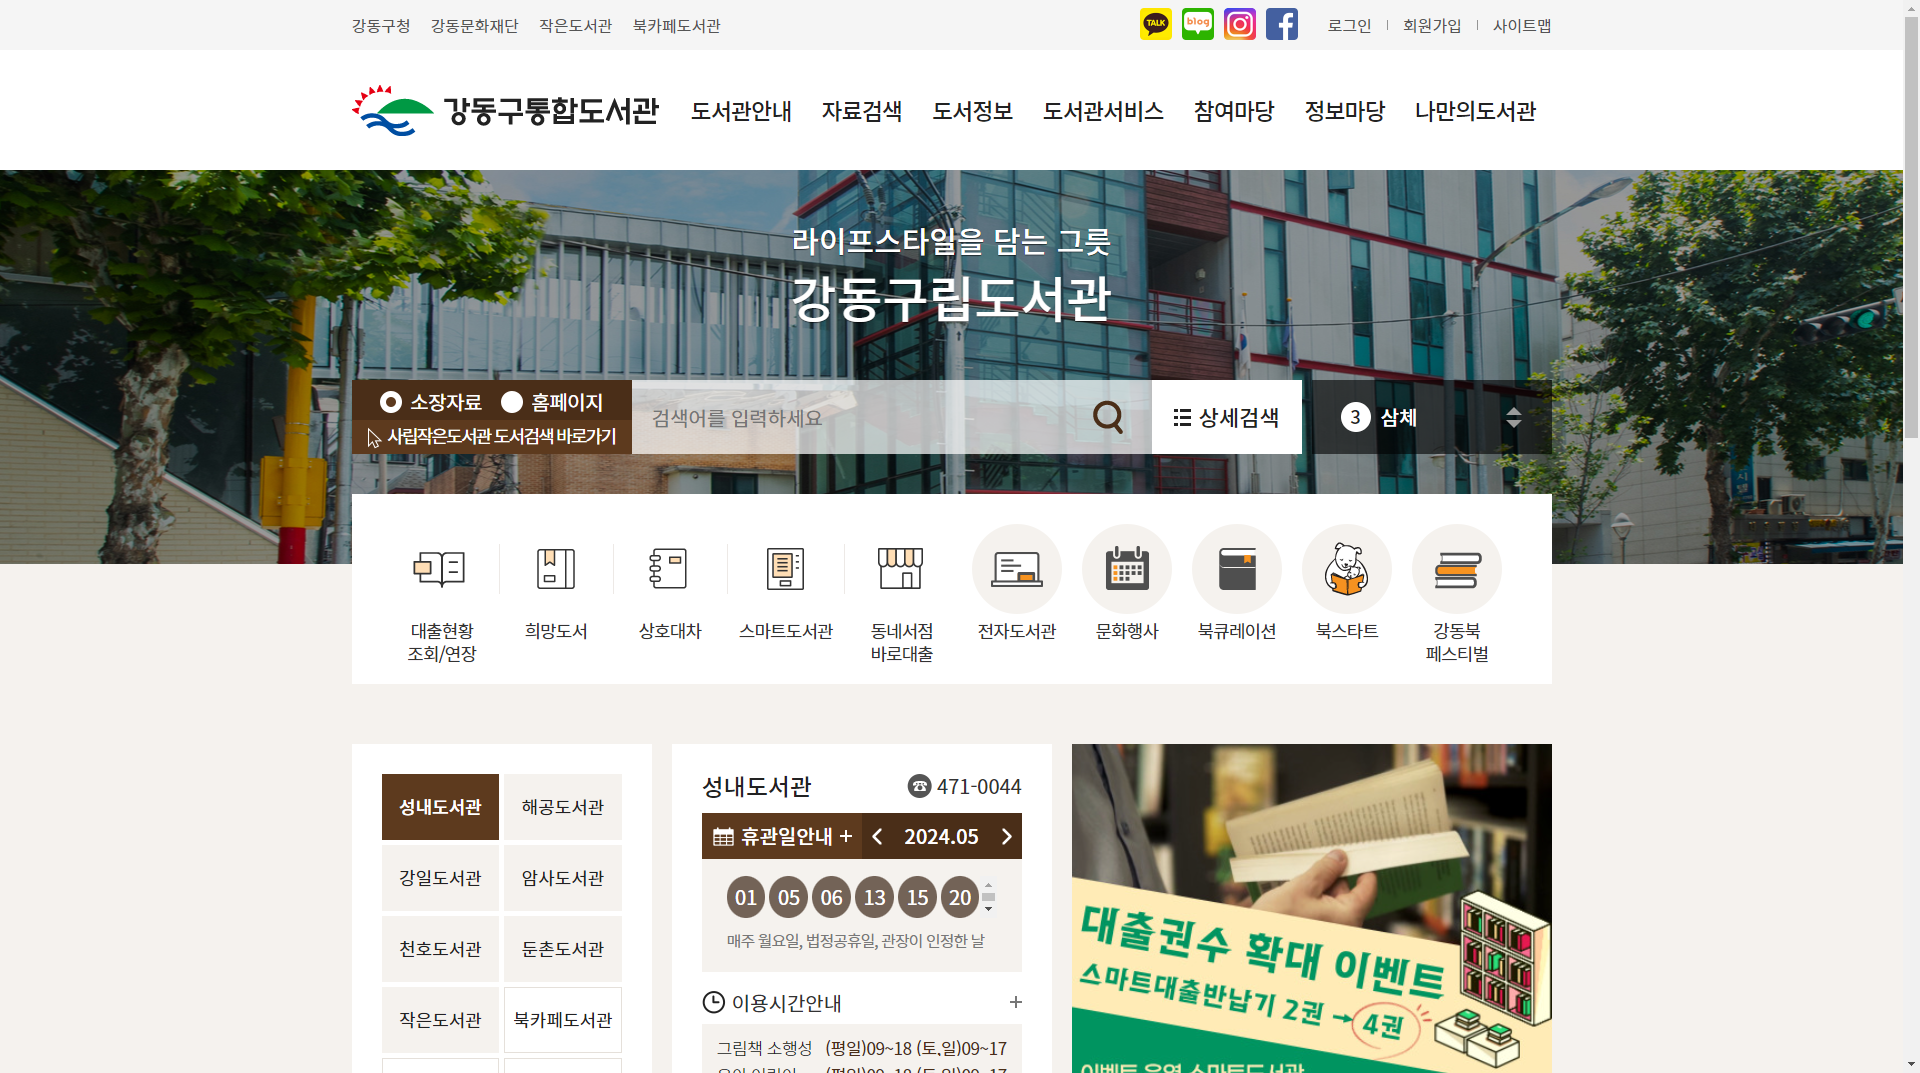 강동구청 강동문화재단 작은도서관 북카페도서관
TALK blog 로그인 회원가입 사이트맵
강동구통합도서관 도서관안내 자료검색 도서정보 도서관서비스 참여마당 정보마당 나만의도서관
라이프스타일을 담는 그릇
강동구립도서관
소장자료 홈페이지
사립작은도서관 도서검색 바로가기
검색어를 입력하세요
상세검색
3 삼체
대출현황
조회/연장
희망도서
상호대차
스마트도서관
동네서점
바로대출
전자도서관
문화행사
북큐레이션
북스타트
강동북
페스티벌
성내도서관 해공도서관
강일도서관 암사도서관
천호도서관 둔촌도서관
작은도서관 북카페도서관
성내도서관 471-0044
휴관일안내 + 2024.05
01 05 06 13 15 20
매주 월요일, 법정공휴일, 관장이 인정한 날
이용시간안내 +
그림책 소행성 (평일)09~18 (토,일)09~17
대출권수 확대 이벤트
스마트대출반납기 2권 → 4권
이벤트 운영 스마트도서관